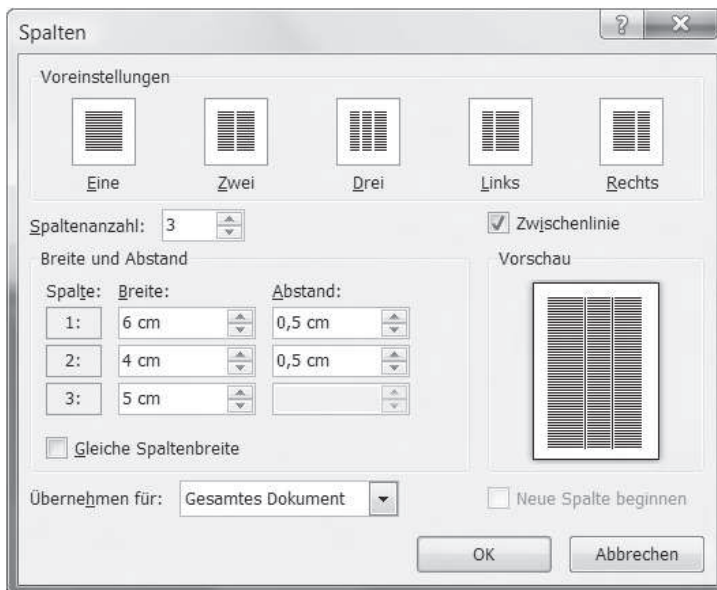 Spalten
Voreinstellungen
Eine Zwei Drei Links Rechts
Spaltenanzahl: 3 Zwischenlinie
Breite und Abstand Vorschau
Spalte: Breite: Abstand:
1: 6 cm 0,5 cm
2: 4 cm 0,5 cm
3: 5 cm
Gleiche Spaltenbreite
Übernehmen für: Gesamtes Dokument Neue Spalte beginnen
OK Abbrechen